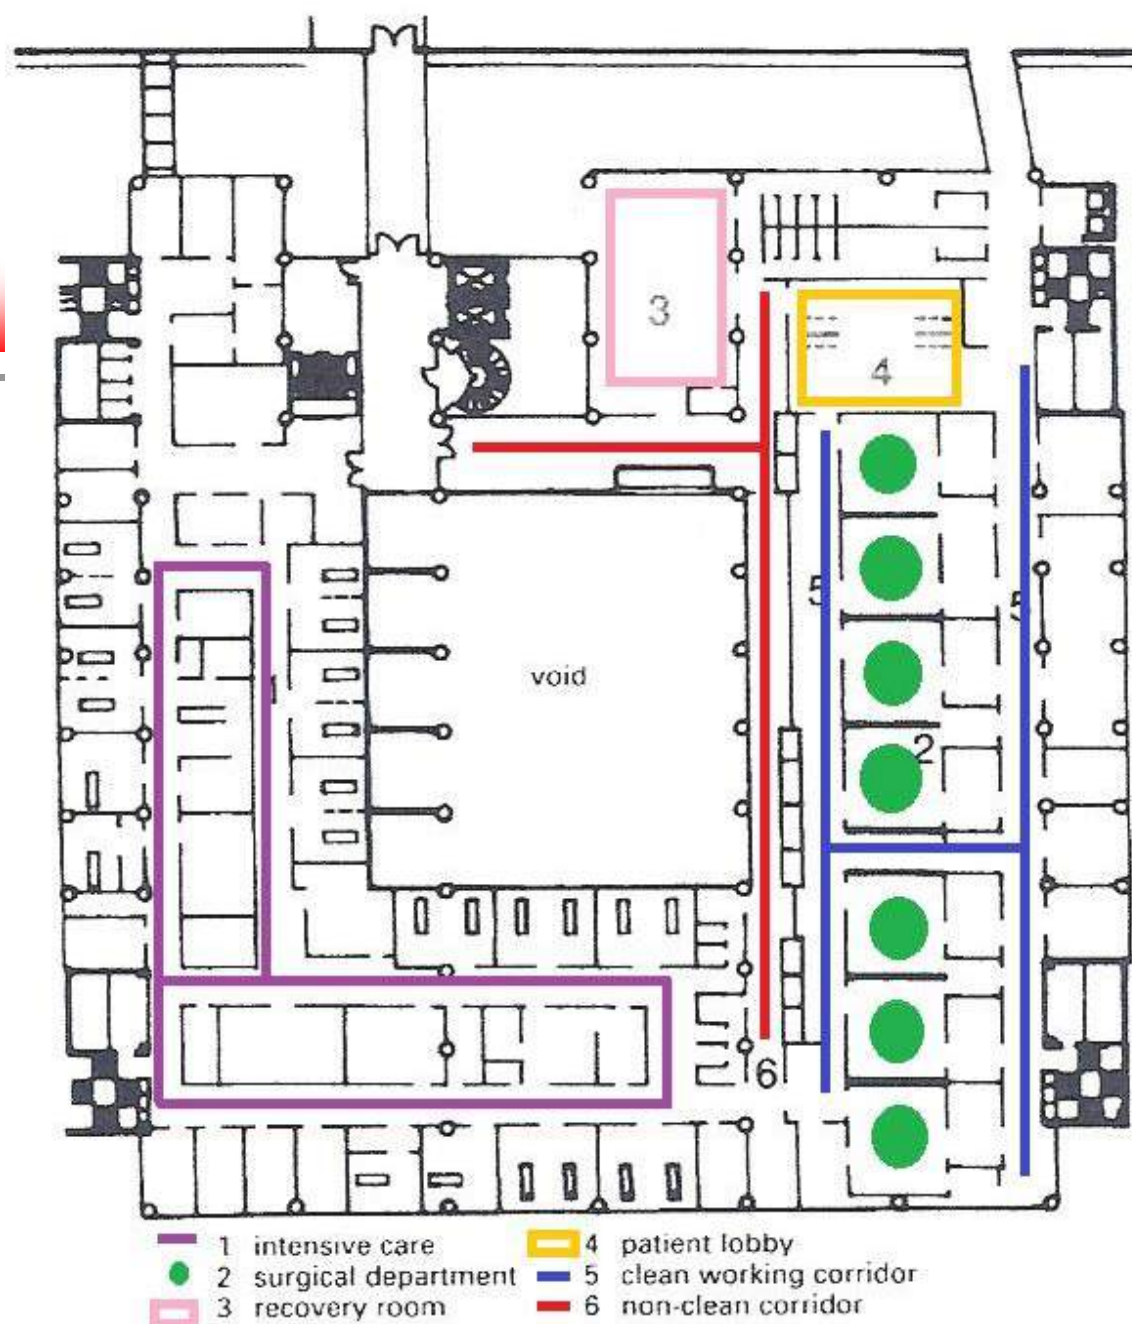 3
4
5
5
void
2
6
1 intensive care
2 surgical department
3 recovery room
4 patient lobby
5 clean working corridor
6 non-clean corridor